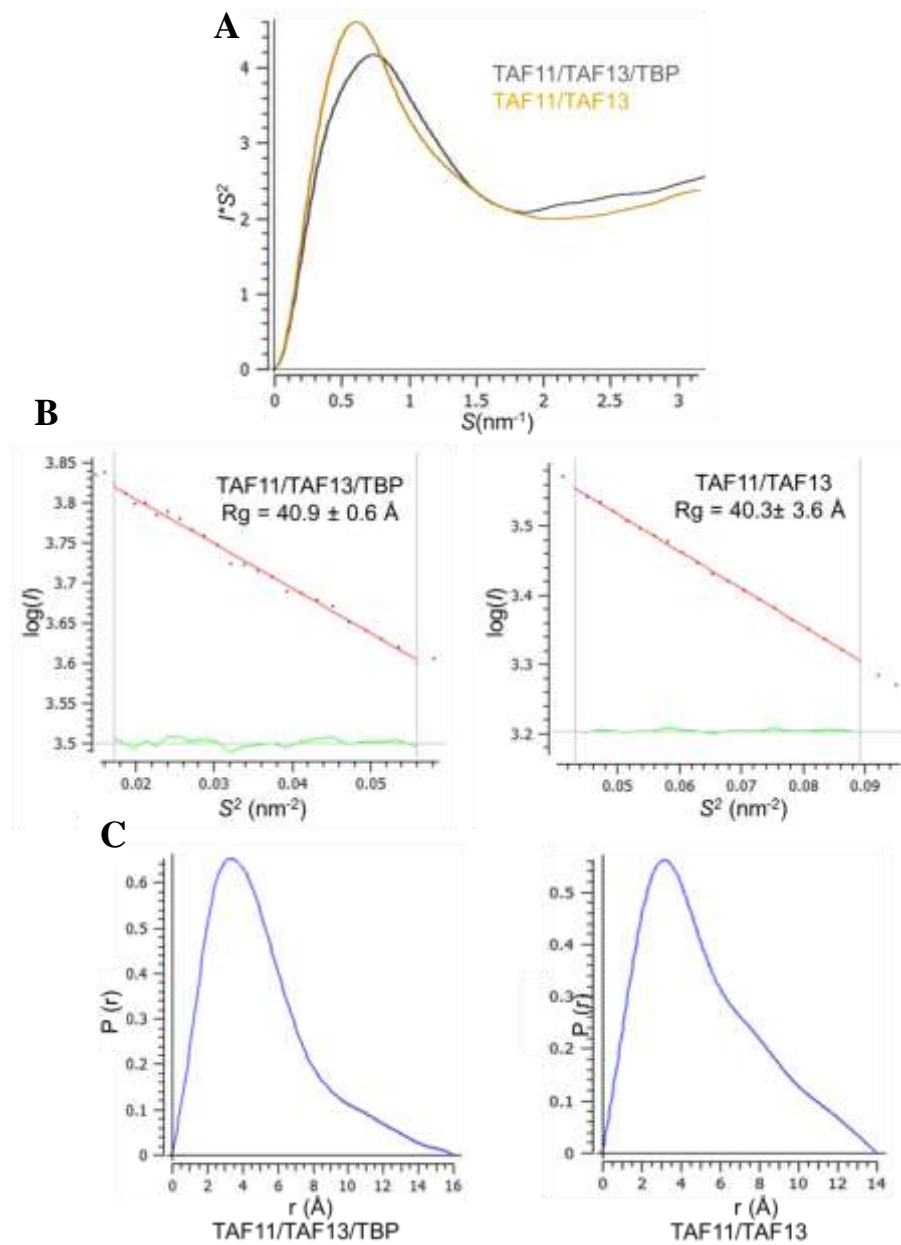 A
4
3
2
1
0
I*S²
TAF11/TAF13/TBP
TAF11/TAF13
0 0.5 1 1.5 2 2.5 3
S(nm⁻¹)
B
3.85
3.8
3.75
3.7
3.65
3.6
3.55
3.5
log(I)
TAF11/TAF13/TBP
Rg = 40.9 ± 0.6 Å
0.02 0.03 0.04 0.05
S² (nm⁻²)
3.5
3.4
3.3
3.2
log(I)
TAF11/TAF13
Rg = 40.3± 3.6 Å
0.05 0.06 0.07 0.08 0.09
S² (nm⁻²)
C
0.6
0.5
0.4
0.3
0.2
0.1
0
P (r)
0 2 4 6 8 10 12 14 16
r (Å)
TAF11/TAF13/TBP
0.5
0.4
0.3
0.2
0.1
0
P (r)
0 2 4 6 8 10 12 14
r (Å)
TAF11/TAF13